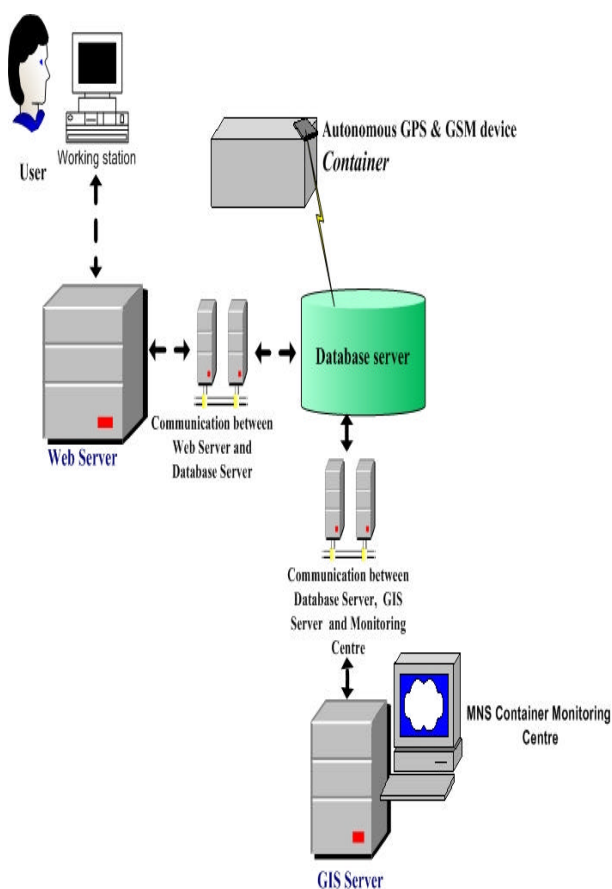 Autonomous GPS & GSM device
Container
Working station
User
Database server
Communication between
Web Server and
Database Server
Web Server
Communication between
Database Server, GIS
Server and Monitoring
Centre
MNS Container Monitoring
Centre
GIS Server